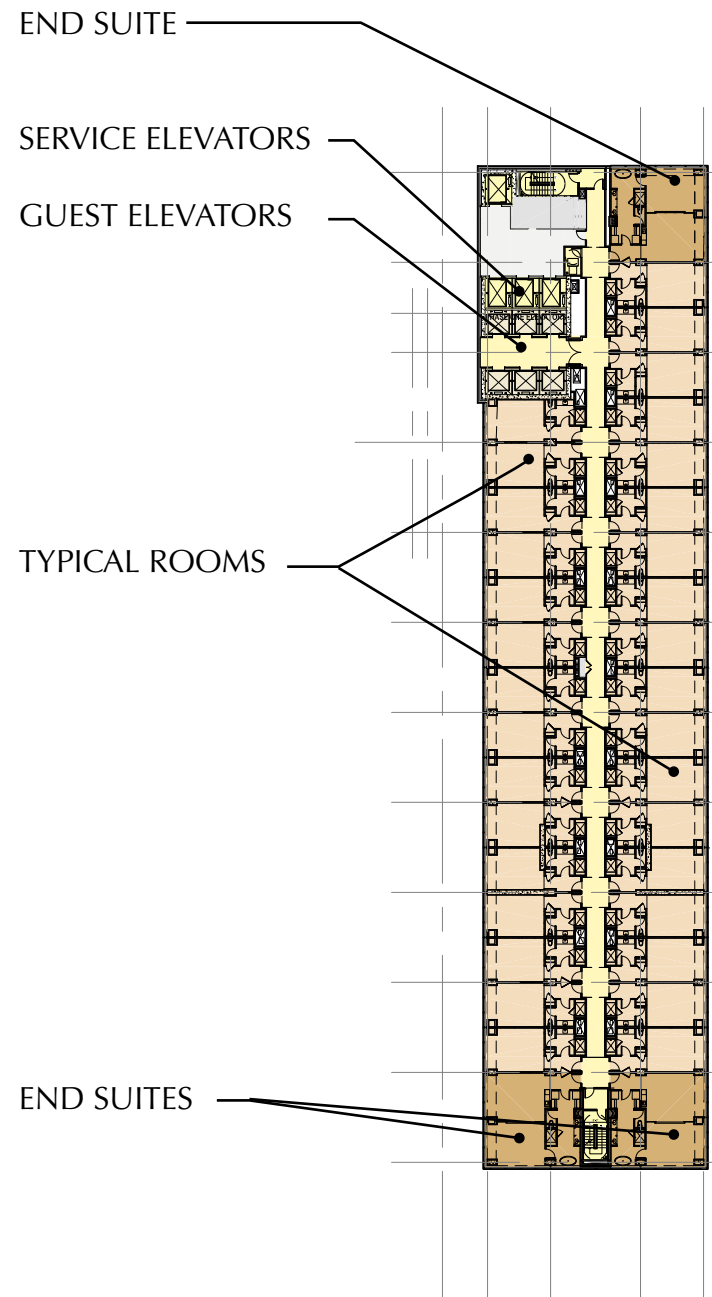 END SUITE
SERVICE ELEVATORS
GUEST ELEVATORS
TYPICAL ROOMS
END SUITES